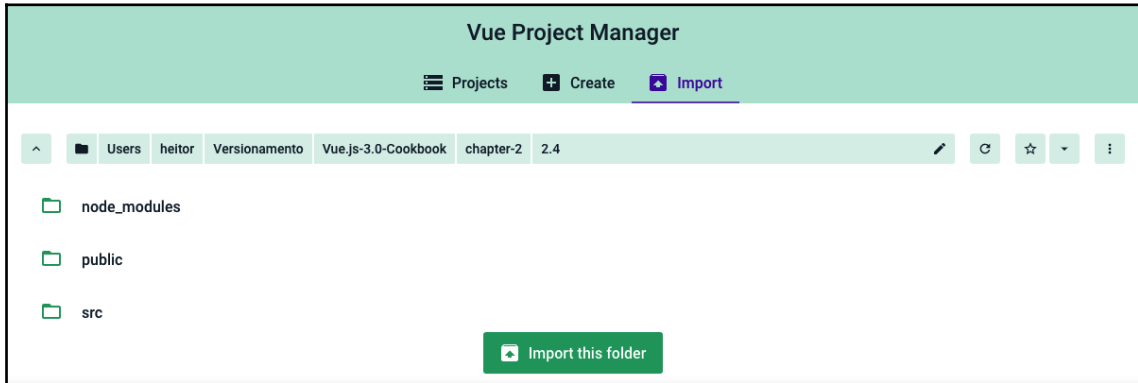 Vue Project Manager
Projects Create Import
Users heitor Versionamento Vue.js-3.0-Cookbook chapter-2 2.4
node_modules
public
src
Import this folder